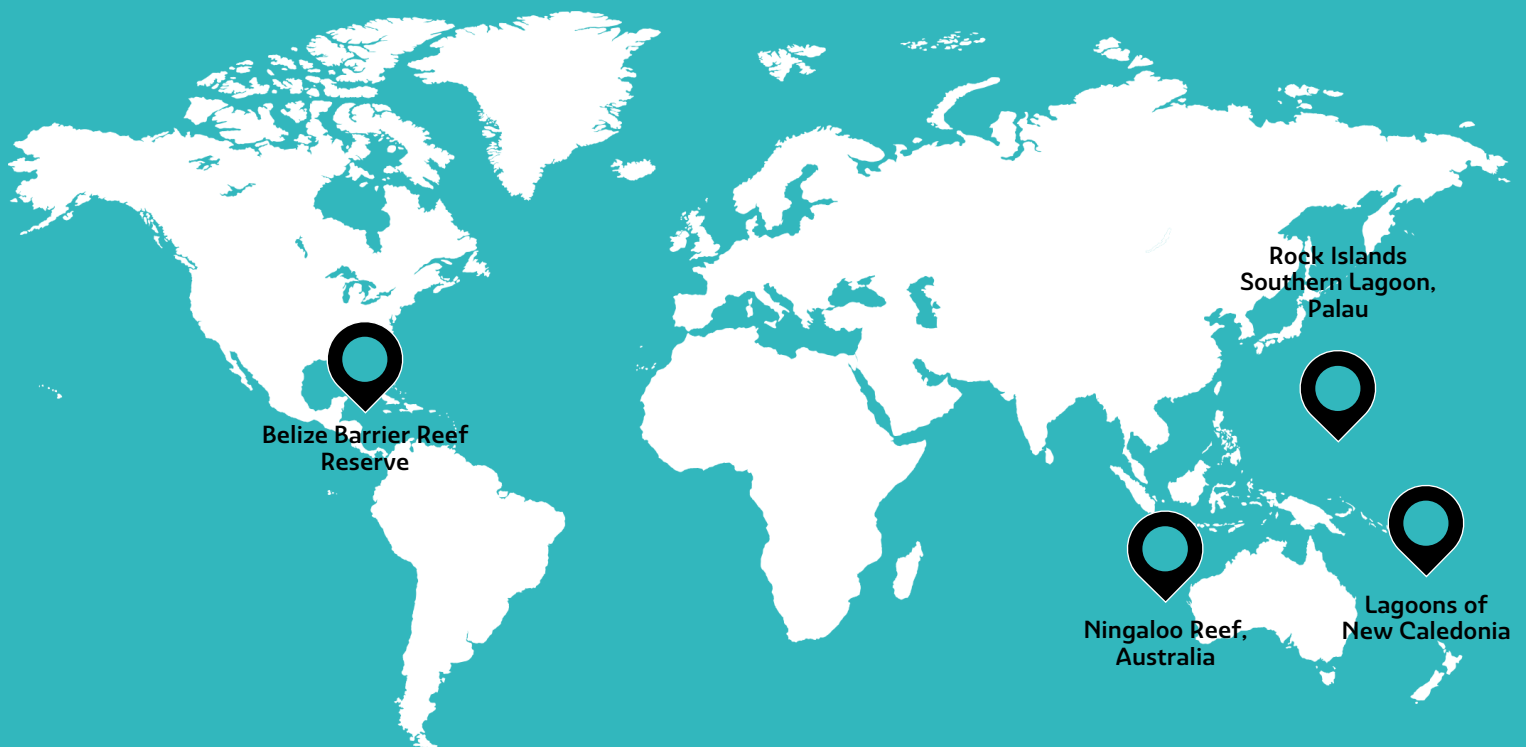 Rock Islands
Southern Lagoon,
Palau
Belize Barrier Reef
Reserve
Lagoons of
New Caledonia
Ningaloo Reef,
Australia